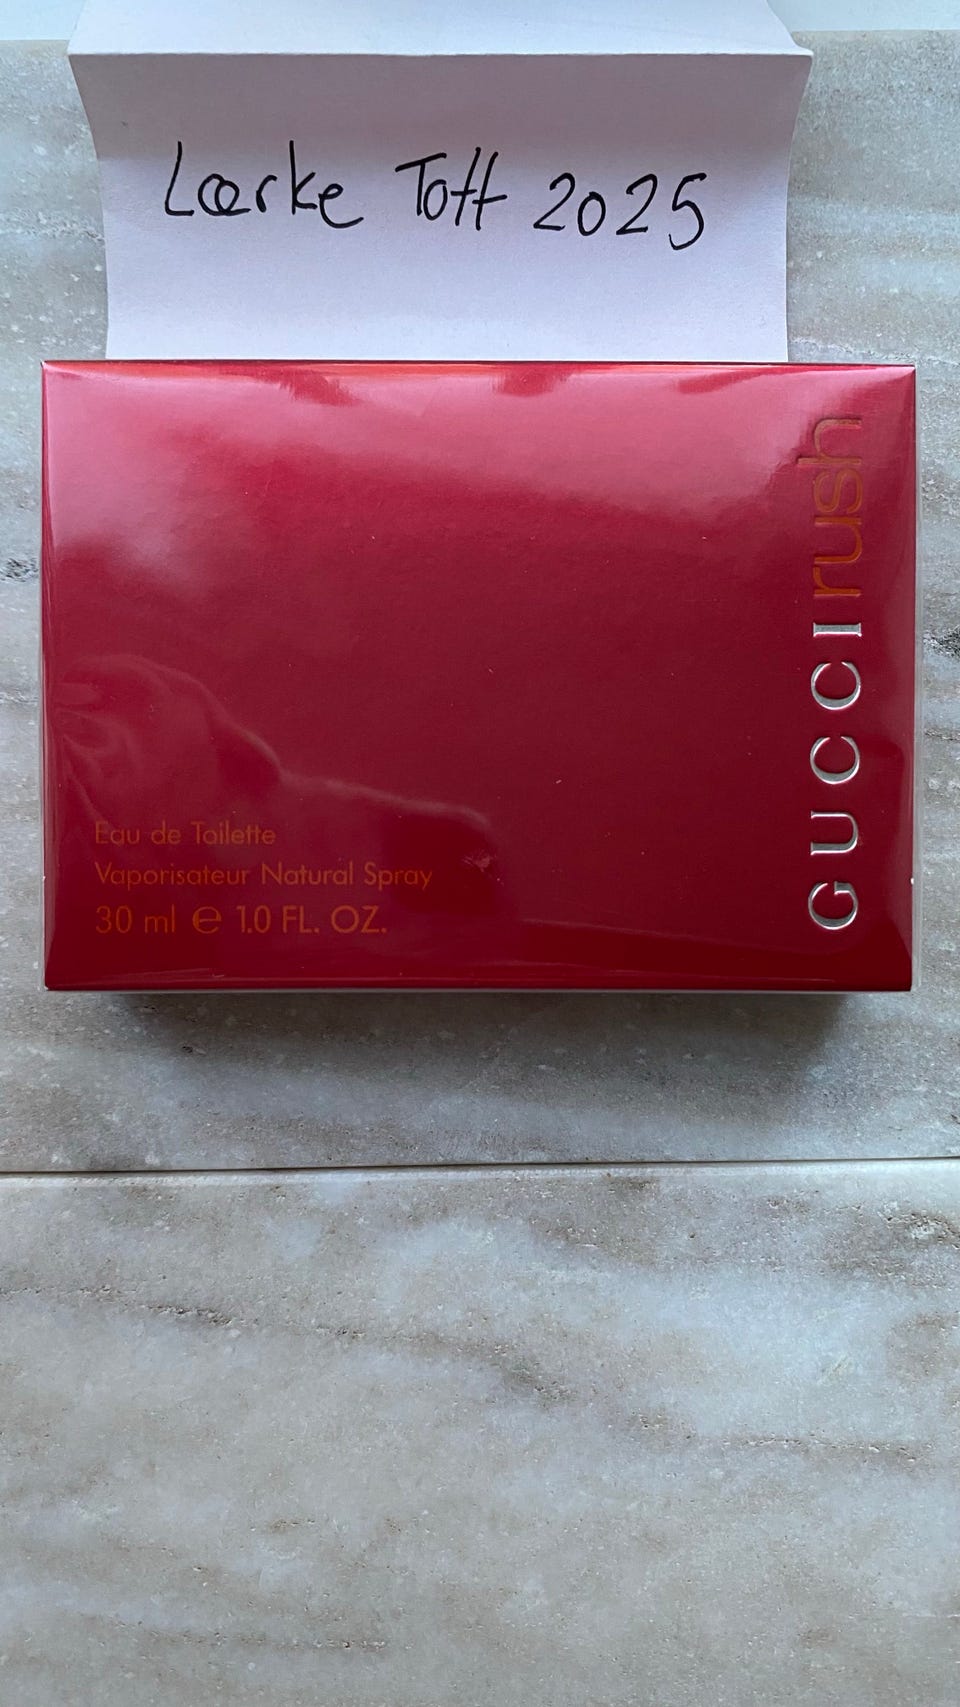 Lærke Toft 2025
GUCCI rush
Eau de Toilette
Vaporisateur Natural Spray
30 ml e 1.0 FL. OZ.